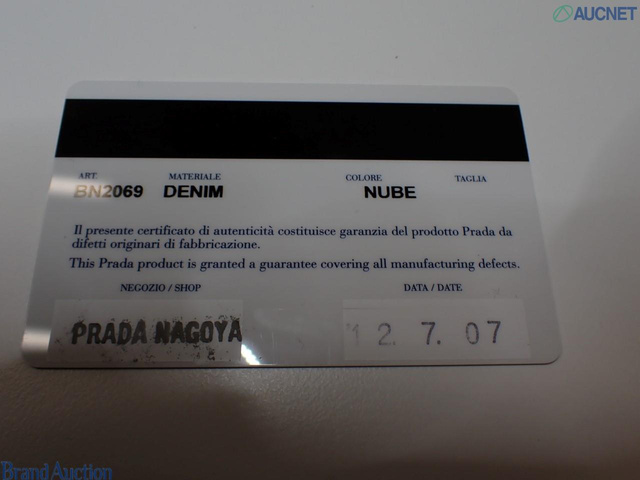 AUCNET
ART. MATERIALE COLORE TAGLIA
BN2069 DENIM NUBE
Il presente certificato di autenticità costituisce garanzia del prodotto Prada da
difetti originari di fabbricazione.
This Prada product is granted a guarantee covering all manufacturing defects.
NEGOZIO / SHOP DATA / DATE
PRADA NAGOYA '12. 7. 07
Brand Auction